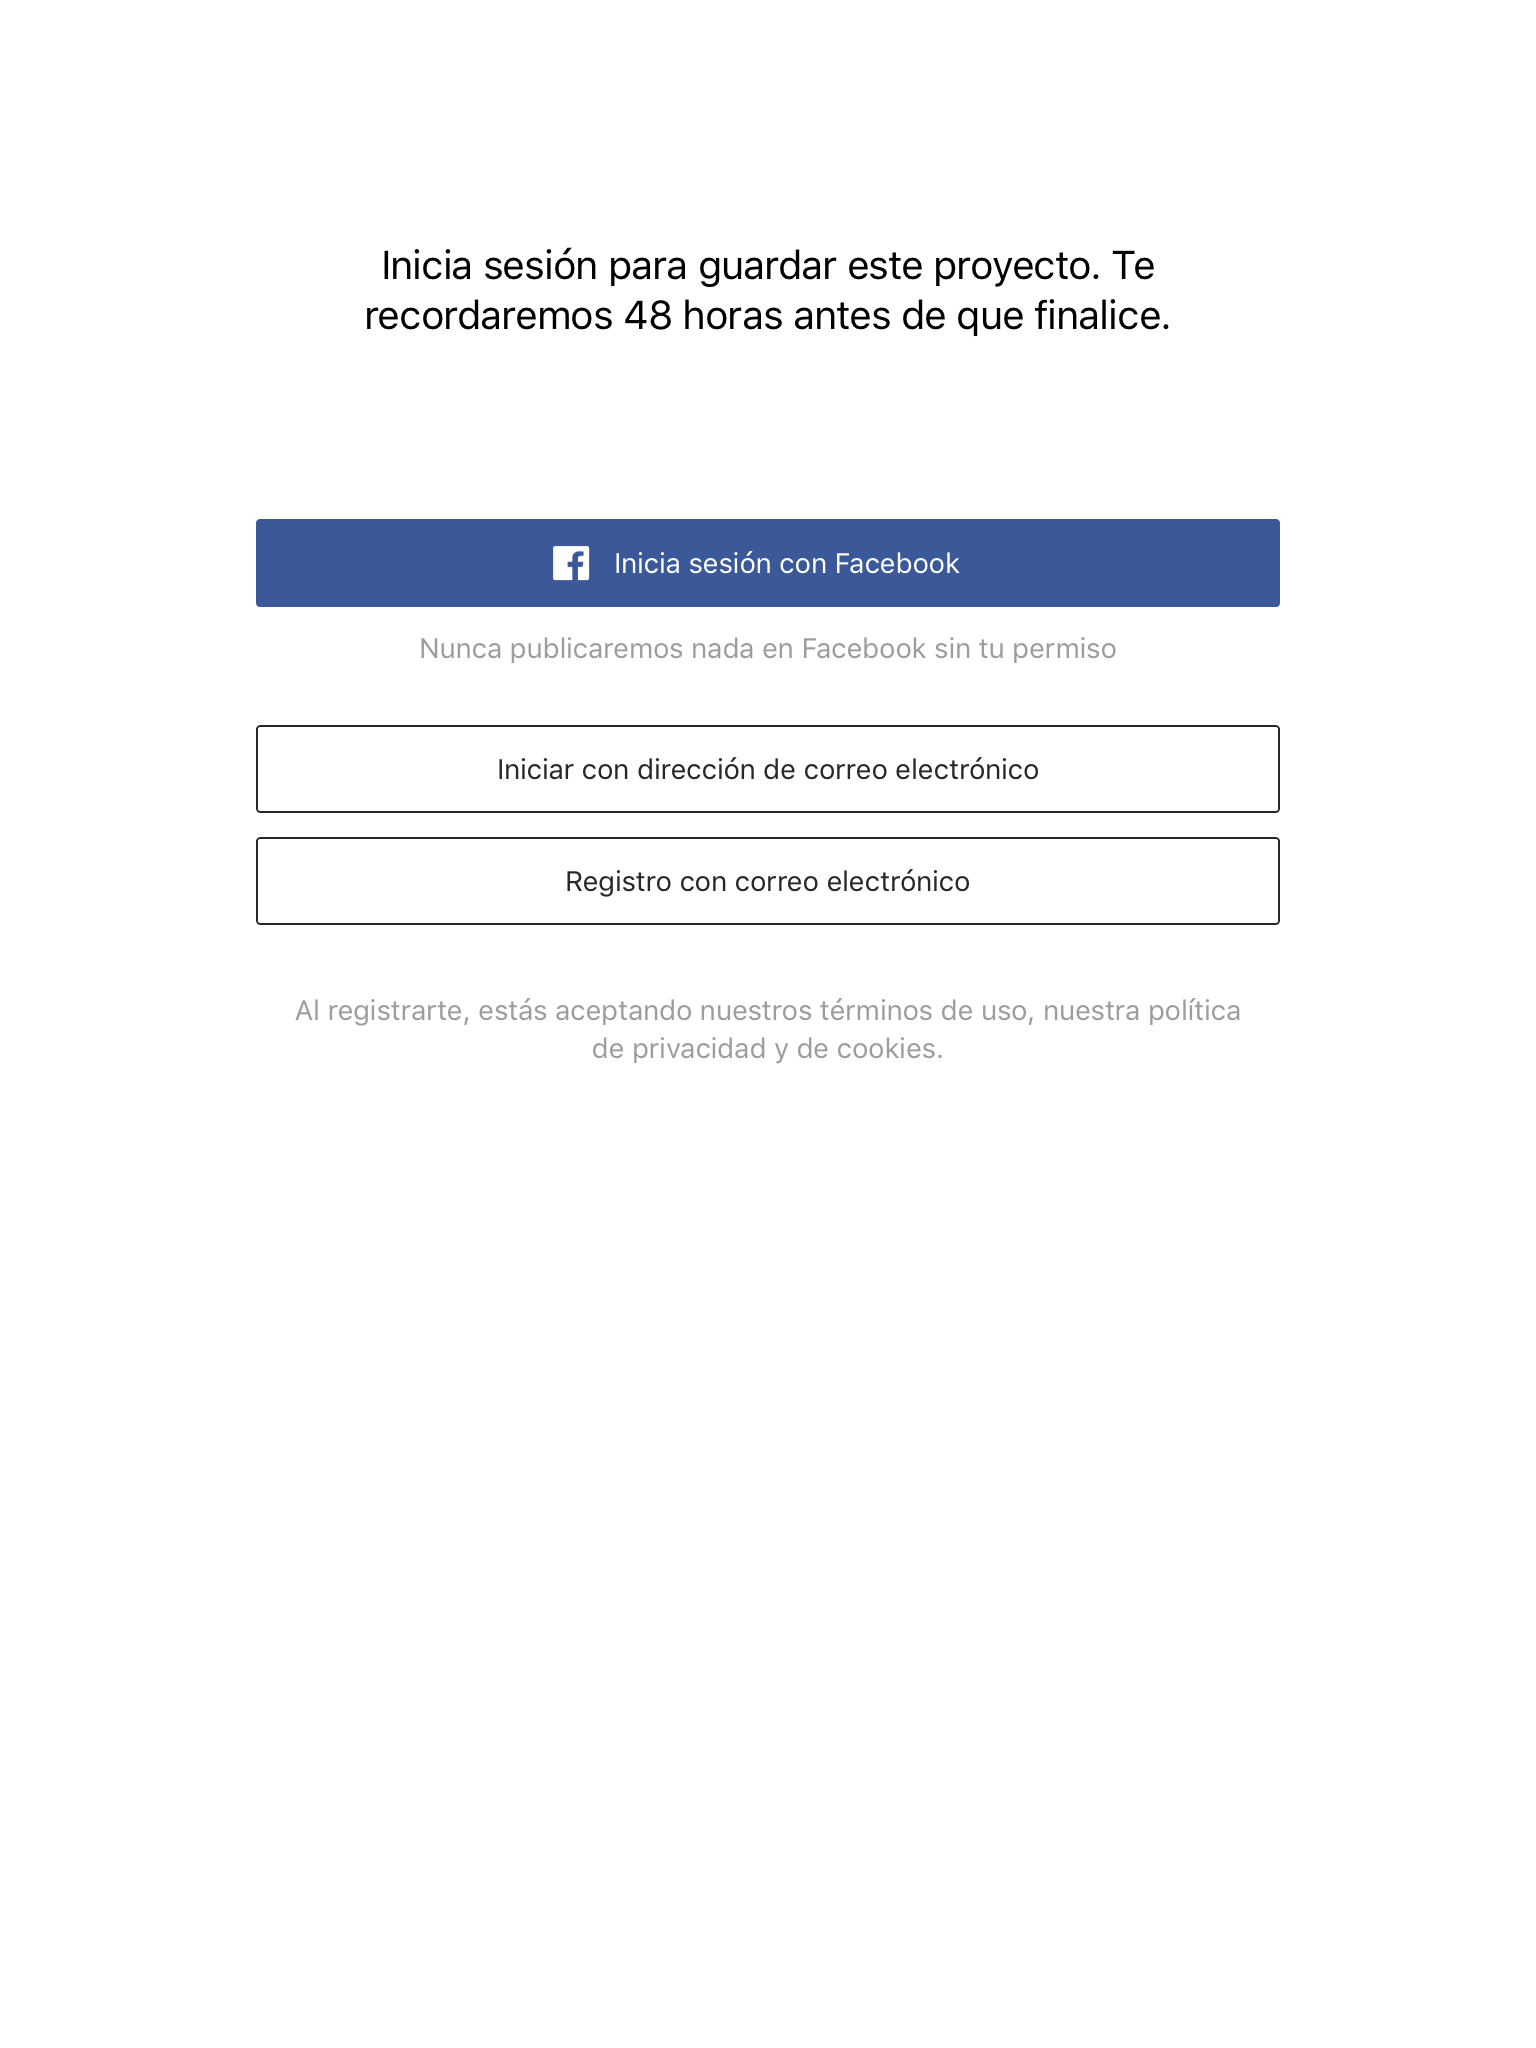 Inicia sesión para guardar este proyecto. Te
recordaremos 48 horas antes de que finalice.
Inicia sesión con Facebook
Nunca publicaremos nada en Facebook sin tu permiso
Iniciar con dirección de correo electrónico
Registro con correo electrónico
Al registrarte, estás aceptando nuestros términos de uso, nuestra política
de privacidad y de cookies.